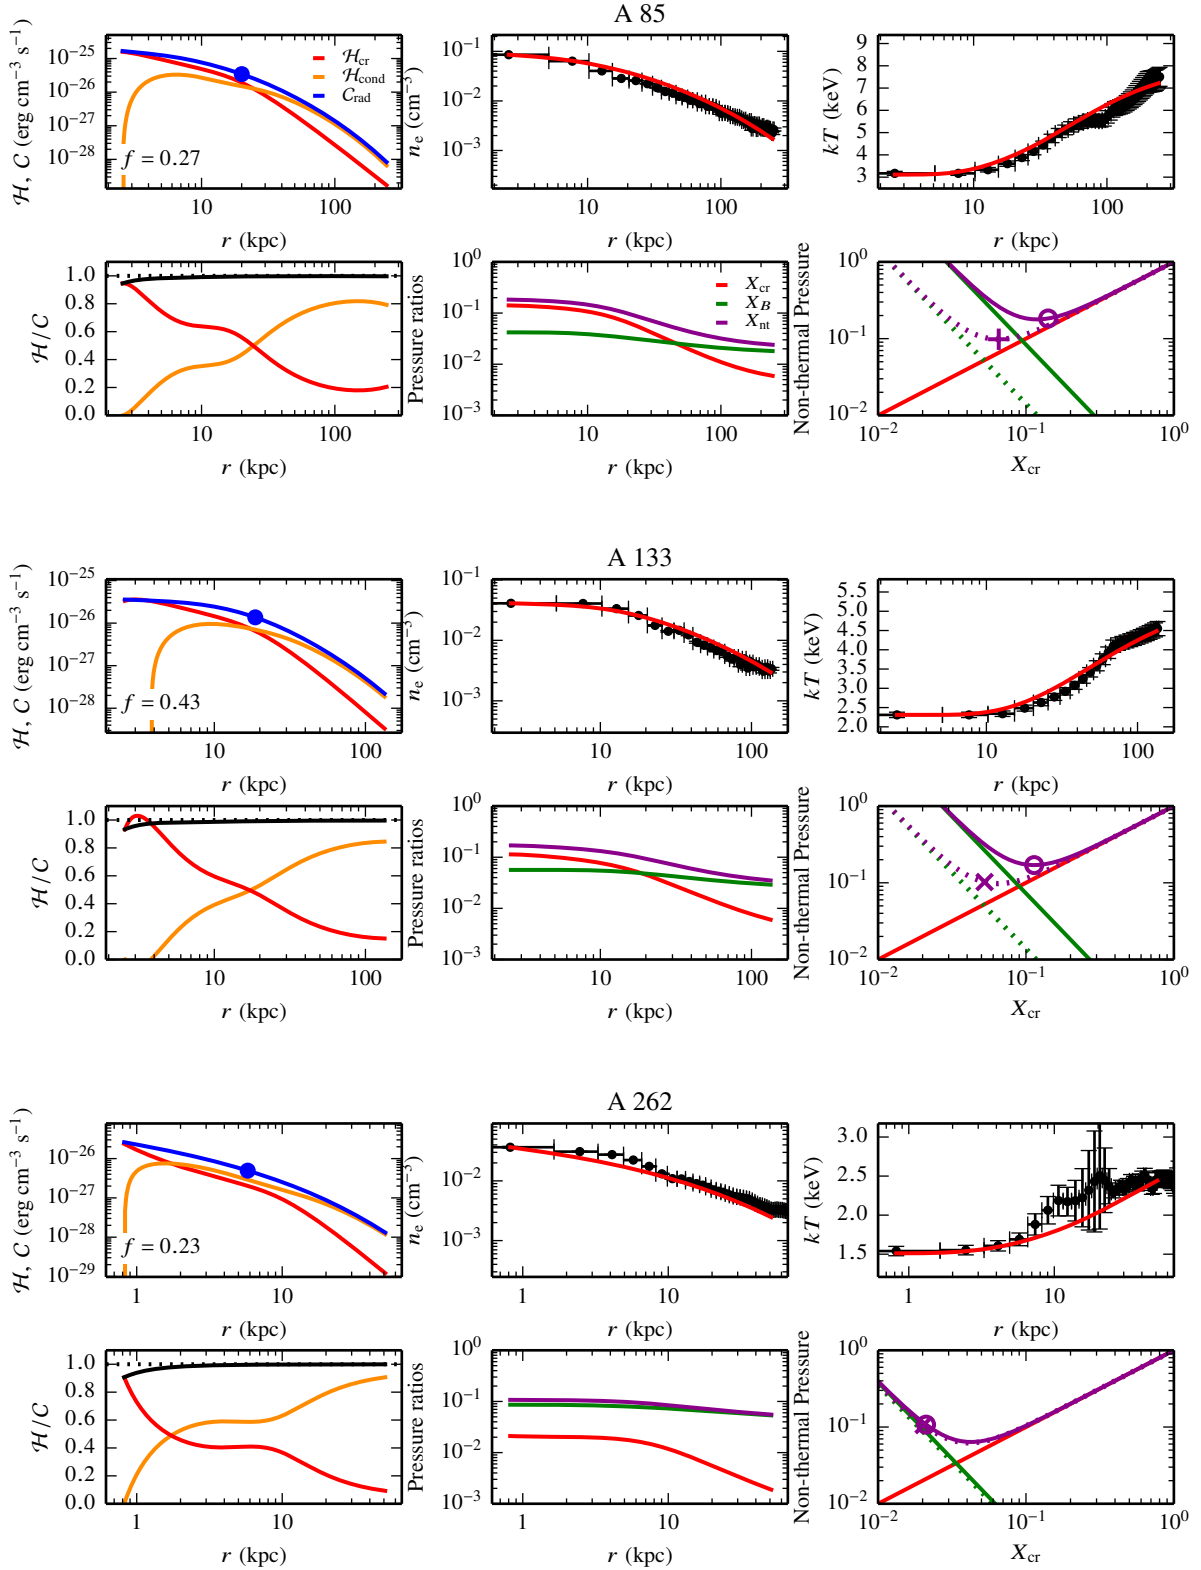 A 85
10⁻²⁵
10⁻²⁶
10⁻²⁷
10⁻²⁸
ℋ, 𝒞 (erg cm⁻³ s⁻¹)
ℋcr
ℋcond
𝒞rad
f = 0.27
10 100
r (kpc)
10⁻¹
10⁻²
10⁻³
nₑ (cm⁻³)
10 100
r (kpc)
9
8
7
6
5
4
3
kT (keV)
10 100
r (kpc)
1.0
0.8
0.6
0.4
0.2
0.0
ℋ/𝒞
10 100
r (kpc)
10⁰
10⁻¹
10⁻²
10⁻³
Pressure ratios
Xcr
X_B
Xnt
10 100
r (kpc)
10⁰
10⁻¹
10⁻²
Non-thermal Pressure
10⁻² 10⁻¹ 10⁰
Xcr
A 133
10⁻²⁵
10⁻²⁶
10⁻²⁷
10⁻²⁸
ℋ, 𝒞 (erg cm⁻³ s⁻¹)
f = 0.43
10 100
r (kpc)
10⁻¹
10⁻²
10⁻³
nₑ (cm⁻³)
10 100
r (kpc)
5.5
5.0
4.5
4.0
3.5
3.0
2.5
2.0
kT (keV)
10 100
r (kpc)
1.0
0.8
0.6
0.4
0.2
0.0
ℋ/𝒞
10 100
r (kpc)
10⁰
10⁻¹
10⁻²
10⁻³
Pressure ratios
10 100
r (kpc)
10⁰
10⁻¹
10⁻²
Non-thermal Pressure
10⁻² 10⁻¹ 10⁰
Xcr
A 262
10⁻²⁶
10⁻²⁷
10⁻²⁸
10⁻²⁹
ℋ, 𝒞 (erg cm⁻³ s⁻¹)
f = 0.23
1 10
r (kpc)
10⁻²
10⁻³
nₑ (cm⁻³)
1 10
r (kpc)
3.0
2.5
2.0
1.5
kT (keV)
1 10
r (kpc)
1.0
0.8
0.6
0.4
0.2
0.0
ℋ/𝒞
1 10
r (kpc)
10⁰
10⁻¹
10⁻²
10⁻³
Pressure ratios
1 10
r (kpc)
10⁰
10⁻¹
10⁻²
Non-thermal Pressure
10⁻² 10⁻¹ 10⁰
Xcr